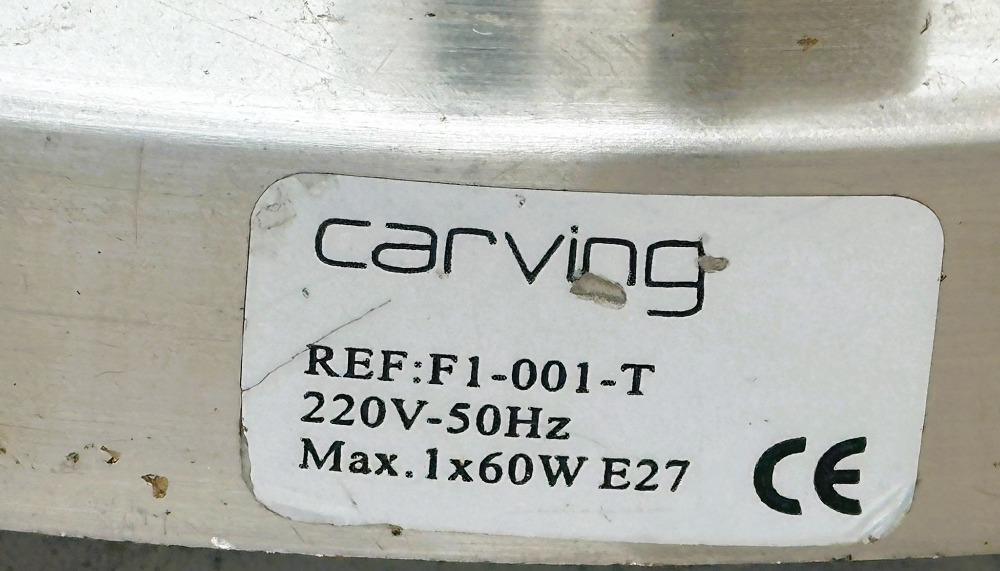 carving
REF:F1-001-T
220V-50Hz
Max.1x60W E27
CE